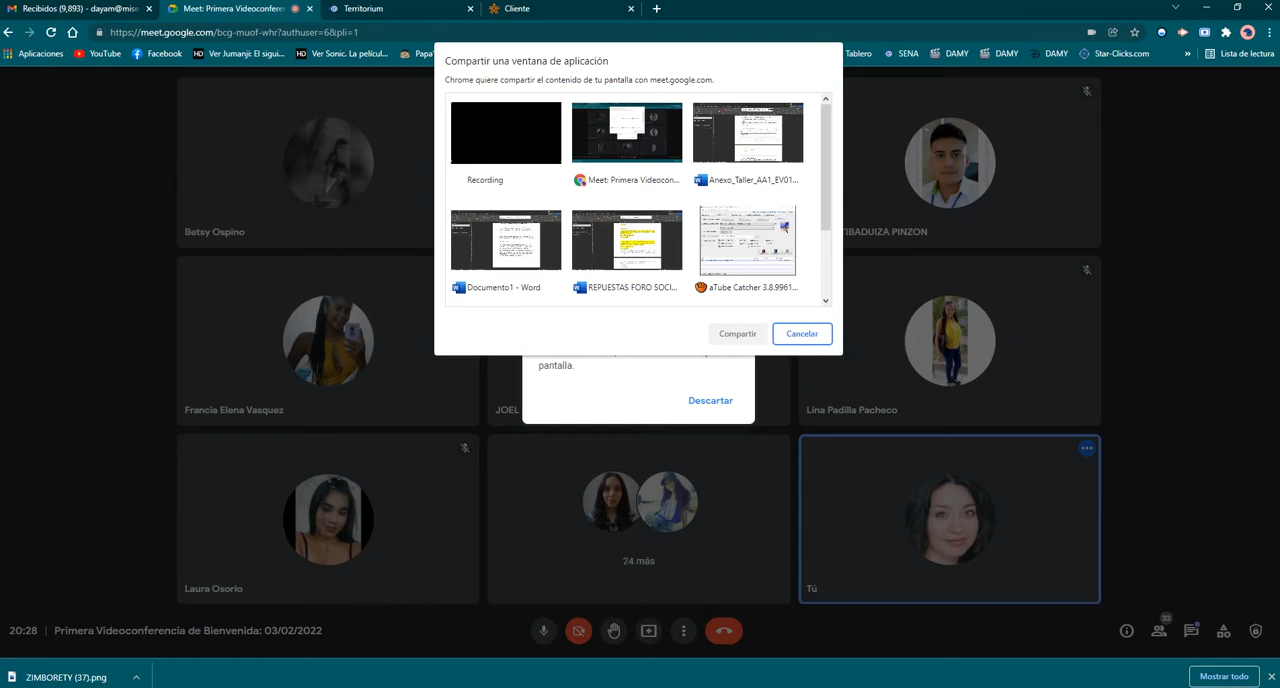 Recibidos (9,893) - dayam@mise
Meet: Primera Videoconferen
Territorium
Cliente
https://meet.google.com/bcg-muof-whr?authuser=6&pli=1
Aplicaciones
YouTube
Facebook
Ver Jumanji: El sigui...
Ver Sonic. La películ...
Papa
Tablero
SENA
DAMY
DAMY
DAMY
Star-Clicks.com
»
Lista de lectura
Compartir una ventana de aplicación
Chrome quiere compartir el contenido de tu pantalla con meet.google.com.
Recording
Meet: Primera Videocon...
Anexo_Taller_AA1_EV01...
Documento1 - Word
REPUESTAS FORO SOCI...
aTube Catcher 3.8.9961...
Compartir
Cancelar
pantalla.
Descartar
Betsy Ospino
TIBADUIZA PINZON
Francia Elena Vasquez
JOEL
Lina Padilla Pacheco
Laura Osorio
24 más
Tú
20:28 | Primera Videoconferencia de Bienvenida: 03/02/2022
32
ZIMBORETY (37).png
Mostrar todo